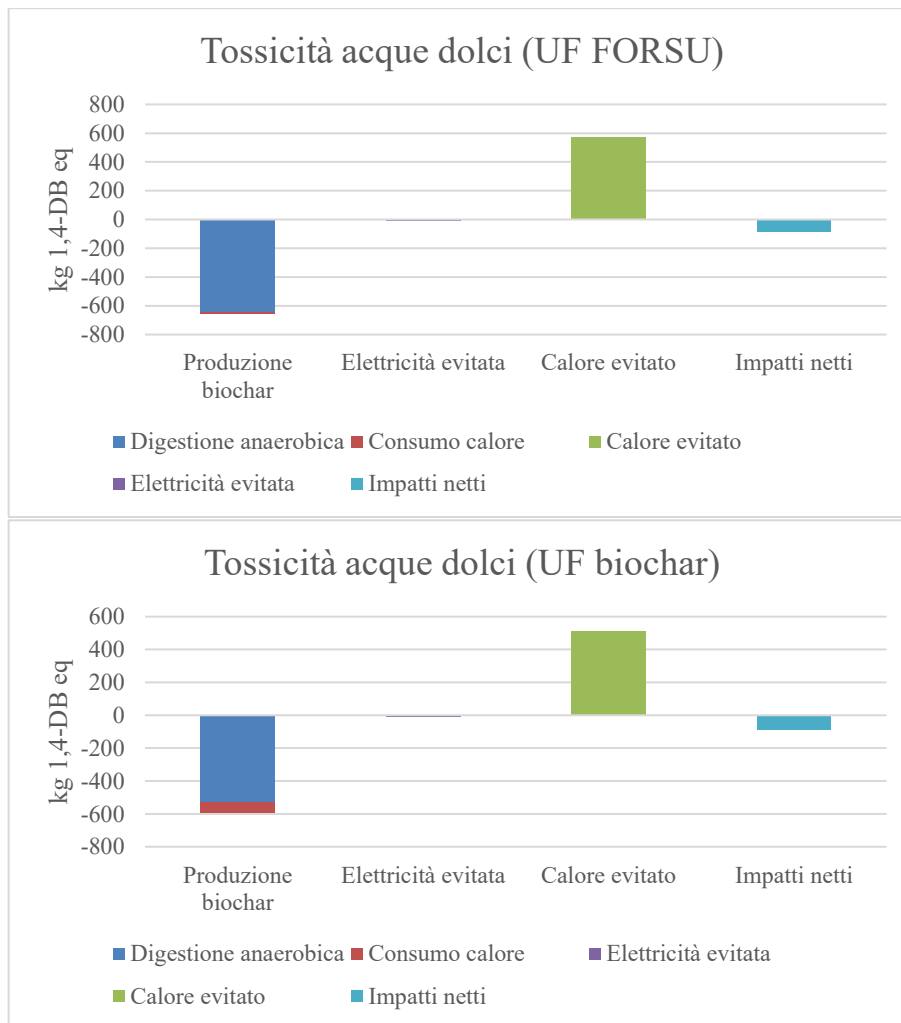 Tossicità acque dolci (UF FORSU)
kg 1,4-DB eq
800
600
400
200
0
-200
-400
-600
-800
Produzione biochar
Elettricità evitata
Calore evitato
Impatti netti
Digestione anaerobica
Consumo calore
Calore evitato
Elettricità evitata
Impatti netti
Tossicità acque dolci (UF biochar)
kg 1,4-DB eq
600
400
200
0
-200
-400
-600
-800
Produzione biochar
Elettricità evitata
Calore evitato
Impatti netti
Digestione anaerobica
Consumo calore
Elettricità evitata
Calore evitato
Impatti netti